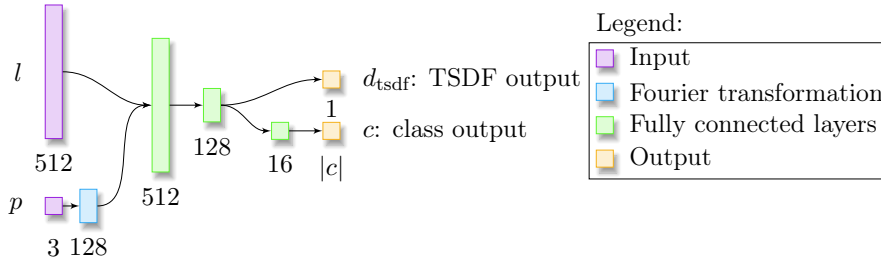 l
512
p
3
128
512
128
16
d_tsdf: TSDF output
1
c: class output
|c|
Legend:
Input
Fourier transformation
Fully connected layers
Output